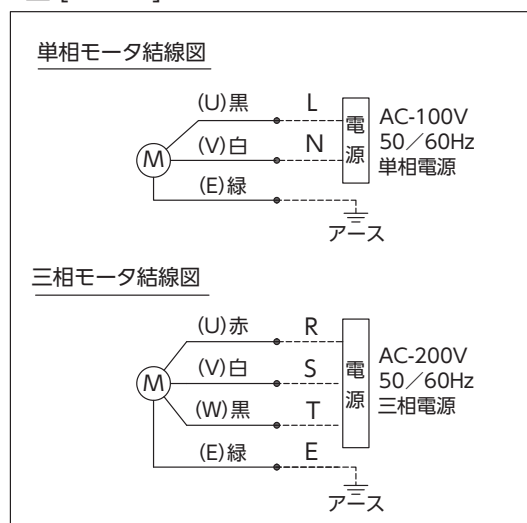 単相モータ結線図
(U)黒 L
(V)白 N
(E)緑
M
電源
AC-100V
50／60Hz
単相電源
アース
三相モータ結線図
(U)赤 R
(V)白 S
(W)黒 T
(E)緑 E
M
電源
AC-200V
50／60Hz
三相電源
アース